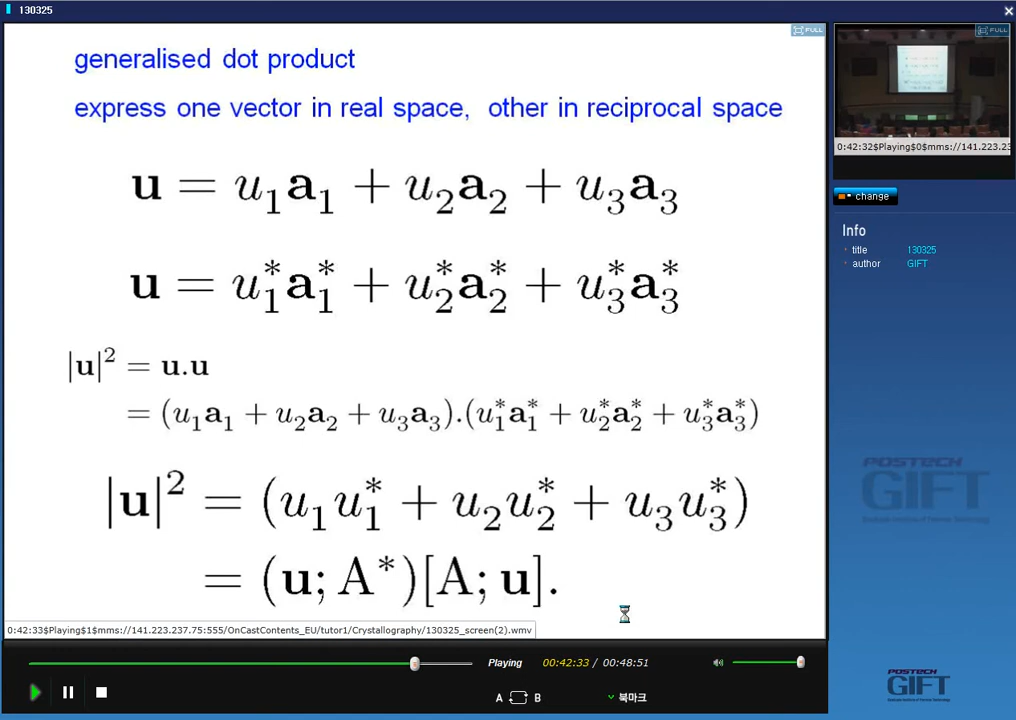 130325
generalised dot product
express one vector in real space, other in reciprocal space
u = u₁a₁ + u₂a₂ + u₃a₃
u = u₁*a₁* + u₂*a₂* + u₃*a₃*
|u|² = u.u
= (u₁a₁ + u₂a₂ + u₃a₃).(u₁*a₁* + u₂*a₂* + u₃*a₃*)
|u|² = (u₁u₁* + u₂u₂* + u₃u₃*)
= (u; A*)[A; u].
0:42:33$Playing$1$mms://141.223.237.75:555/OnCastContents_EU/tutor1/Crystallography/130325_screen(2).wmv
Playing 00:42:33 / 00:48:51
A B 북마크
FULL
FULL
0:42:32$Playing$0$mms://141.223.23
change
Info
title 130325
author GIFT
POSTECH
GIFT
POSTECH
GIFT